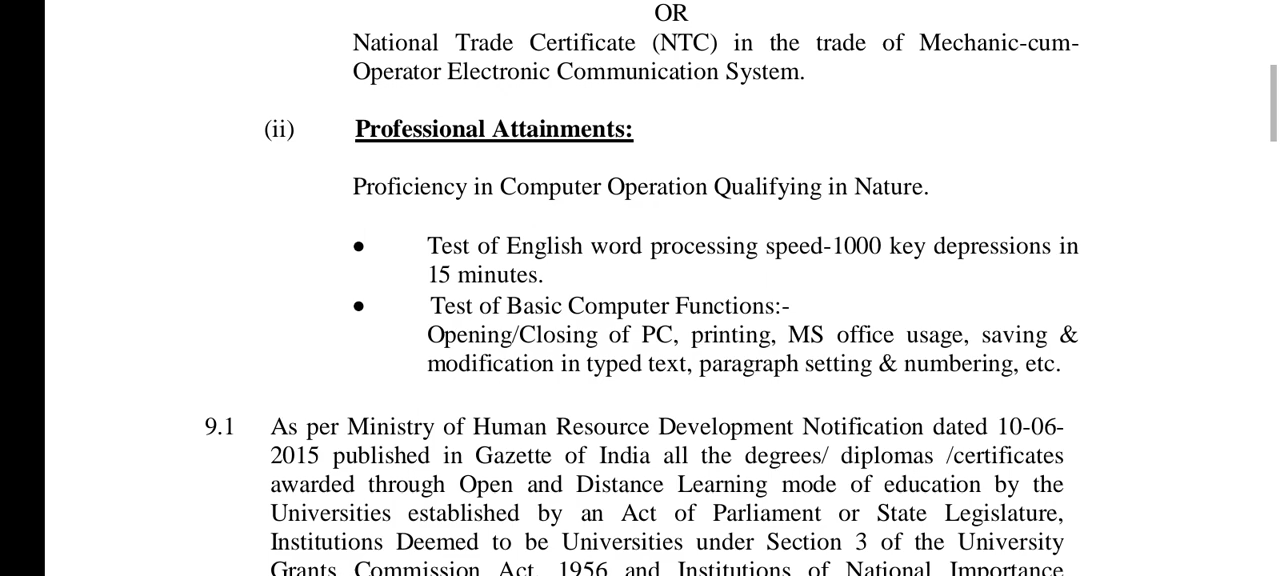 OR
National Trade Certificate (NTC) in the trade of Mechanic-cum-
Operator Electronic Communication System.
(ii) Professional Attainments:
Proficiency in Computer Operation Qualifying in Nature.
● Test of English word processing speed-1000 key depressions in
15 minutes.
● Test of Basic Computer Functions:-
Opening/Closing of PC, printing, MS office usage, saving &
modification in typed text, paragraph setting & numbering, etc.
9.1 As per Ministry of Human Resource Development Notification dated 10-06-
2015 published in Gazette of India all the degrees/ diplomas /certificates
awarded through Open and Distance Learning mode of education by the
Universities established by an Act of Parliament or State Legislature,
Institutions Deemed to be Universities under Section 3 of the University
Grants Commission Act, 1956 and Institutions of National Importance